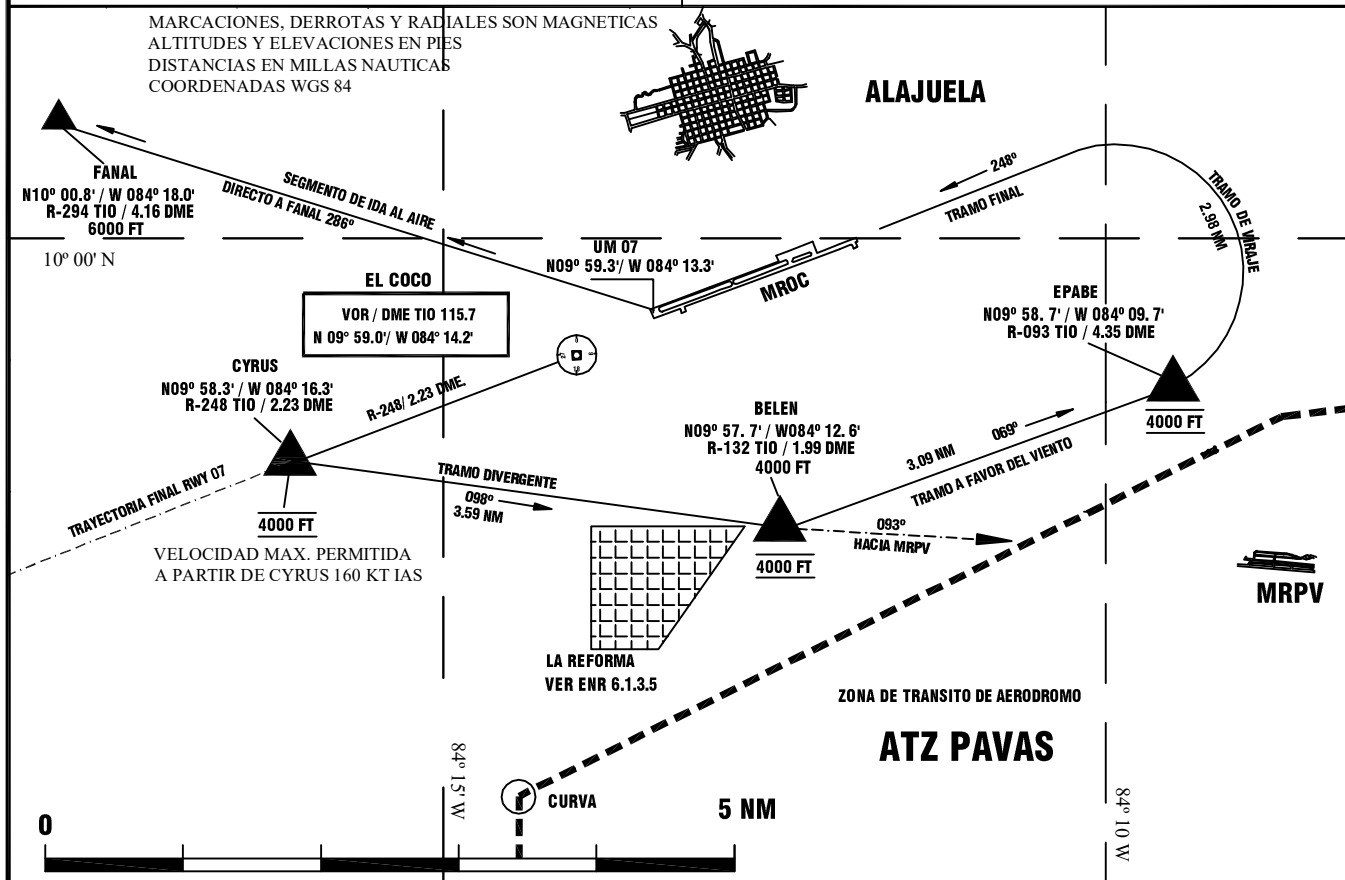 MARCACIONES, DERROTAS Y RADIALES SON MAGNETICAS
ALTITUDES Y ELEVACIONES EN PIES
DISTANCIAS EN MILLAS NAUTICAS
COORDENADAS WGS 84
ALAJUELA
FANAL
N10º 00.8' / W 084º 18.0'
R-294 TIO / 4.16 DME
6000 FT
SEGMENTO DE IDA AL AIRE
DIRECTO A FANAL 286º
248º
TRAMO FINAL
TRAMO DE VIRAJE
2.98 NM
10º 00' N
UM 07
N09º 59.3'/ W 084º 13.3'
MROC
EL COCO
VOR / DME TIO 115.7
N 09º 59.0'/ W 084º 14.2'
EPABE
N09º 58. 7'/ W 084º 09. 7'
R-093 TIO / 4.35 DME
4000 FT
CYRUS
N09º 58.3' / W 084º 16.3'
R-248 TIO / 2.23 DME
R-248/ 2.23 DME.
4000 FT
BELEN
N09º 57. 7' / W084º 12. 6'
R-132 TIO / 1.99 DME
4000 FT
4000 FT
3.09 NM
069º
TRAMO A FAVOR DEL VIENTO
TRAMO DIVERGENTE
098º
3.59 NM
TRAYECTORIA FINAL RWY 07
093º
HACIA MRPV
VELOCIDAD MAX. PERMITIDA
A PARTIR DE CYRUS 160 KT IAS
MRPV
LA REFORMA
VER ENR 6.1.3.5
ZONA DE TRANSITO DE AERODROMO
ATZ PAVAS
84º 15' W
CURVA
84º 10' W
0
5 NM